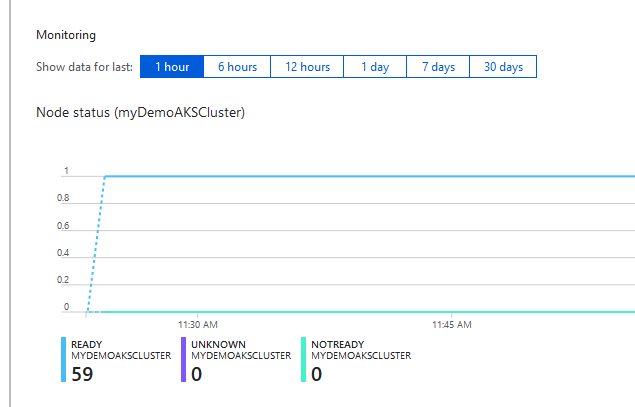 Monitoring
Show data for last: 1 hour 6 hours 12 hours 1 day 7 days 30 days
Node status (myDemoAKSCluster)
1
0.8
0.6
0.4
0.2
0
11:30 AM 11:45 AM
READY UNKNOWN NOTREADY
MYDEMOAKSCLUSTER MYDEMOAKSCLUSTER MYDEMOAKSCLUSTER
59 0 0